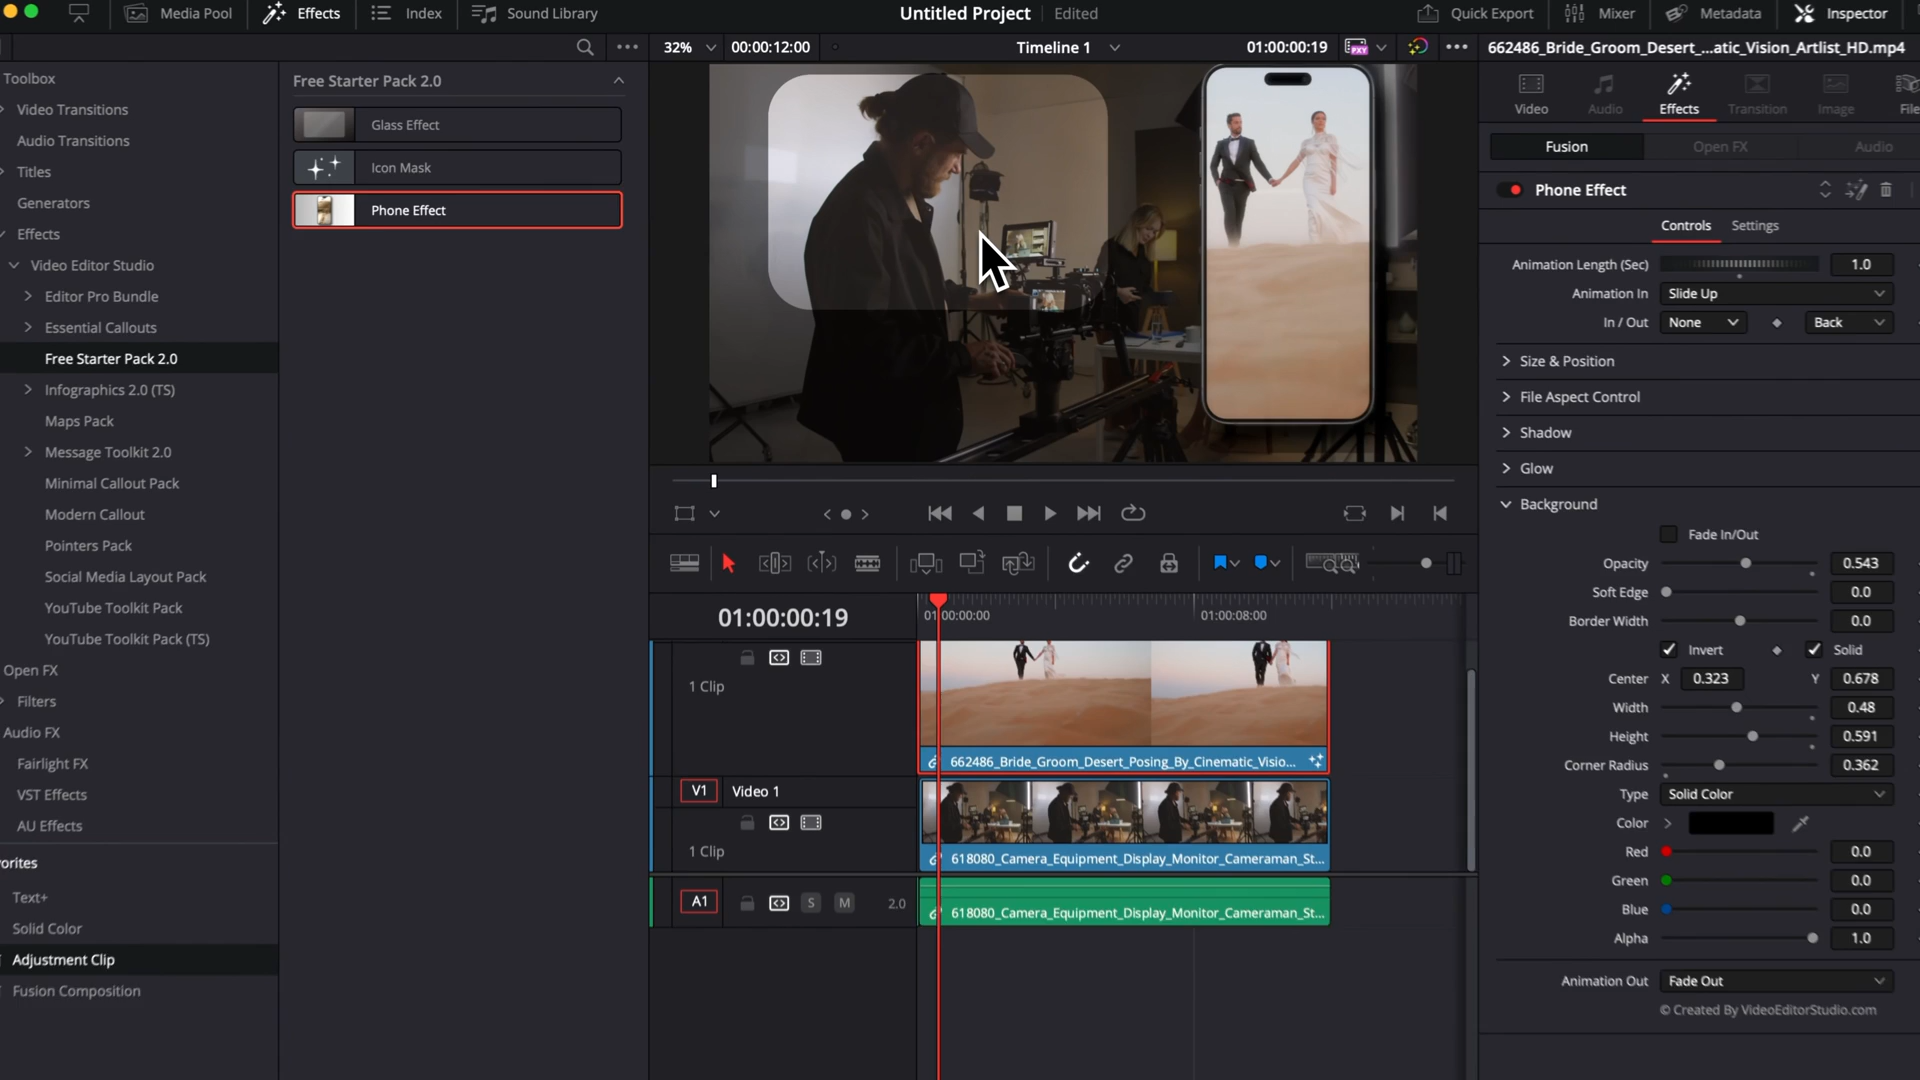 Media Pool
Effects
Index
Sound Library
Untitled Project
Edited
Quick Export
Mixer
Metadata
Inspector
32%
00:00:12:00
Timeline 1
01:00:00:19
PXY
662486_Bride_Groom_Desert_...atic_Vision_Artlist_HD.mp4
Toolbox
Video Transitions
Audio Transitions
Titles
Generators
Effects
Video Editor Studio
Editor Pro Bundle
Essential Callouts
Free Starter Pack 2.0
Infographics 2.0 (TS)
Maps Pack
Message Toolkit 2.0
Minimal Callout Pack
Modern Callout
Pointers Pack
Social Media Layout Pack
YouTube Toolkit Pack
YouTube Toolkit Pack (TS)
Open FX
Filters
Audio FX
Fairlight FX
VST Effects
AU Effects
orites
Text+
Solid Color
Adjustment Clip
Fusion Composition
Free Starter Pack 2.0
Glass Effect
Icon Mask
Phone Effect
01:00:00:19
01:00:00:00
01:00:08:00
1 Clip
662486_Bride_Groom_Desert_Posing_By_Cinematic_Visio...
V1 Video 1
1 Clip
618080_Camera_Equipment_Display_Monitor_Cameraman_St...
A1 S M 2.0
618080_Camera_Equipment_Display_Monitor_Cameraman_St...
Video
Audio
Effects
Transition
Image
File
Fusion
Open FX
Audio
Phone Effect
Controls
Settings
Animation Length (Sec) 1.0
Animation In Slide Up
In / Out None Back
Size & Position
File Aspect Control
Shadow
Glow
Background
Fade In/Out
Opacity 0.543
Soft Edge 0.0
Border Width 0.0
Invert Solid
Center X 0.323 Y 0.678
Width 0.48
Height 0.591
Corner Radius 0.362
Type Solid Color
Color
Red 0.0
Green 0.0
Blue 0.0
Alpha 1.0
Animation Out Fade Out
© Created By VideoEditorStudio.com